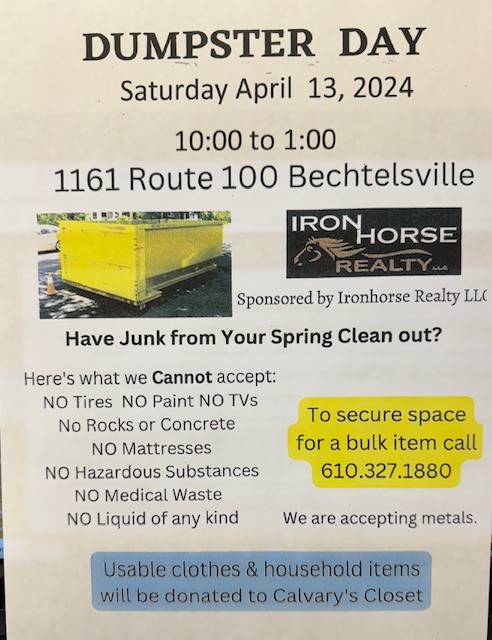 DUMPSTER DAY
Saturday April 13, 2024
10:00 to 1:00
1161 Route 100 Bechtelsville
IRON HORSE
REALTY LLC
Sponsored by Ironhorse Realty LLC
Have Junk from Your Spring Clean out?
Here's what we Cannot accept:
NO Tires NO Paint NO TVs
No Rocks or Concrete
NO Mattresses
NO Hazardous Substances
NO Medical Waste
NO Liquid of any kind
To secure space
for a bulk item call
610.327.1880
We are accepting metals.
Usable clothes & household items
will be donated to Calvary's Closet